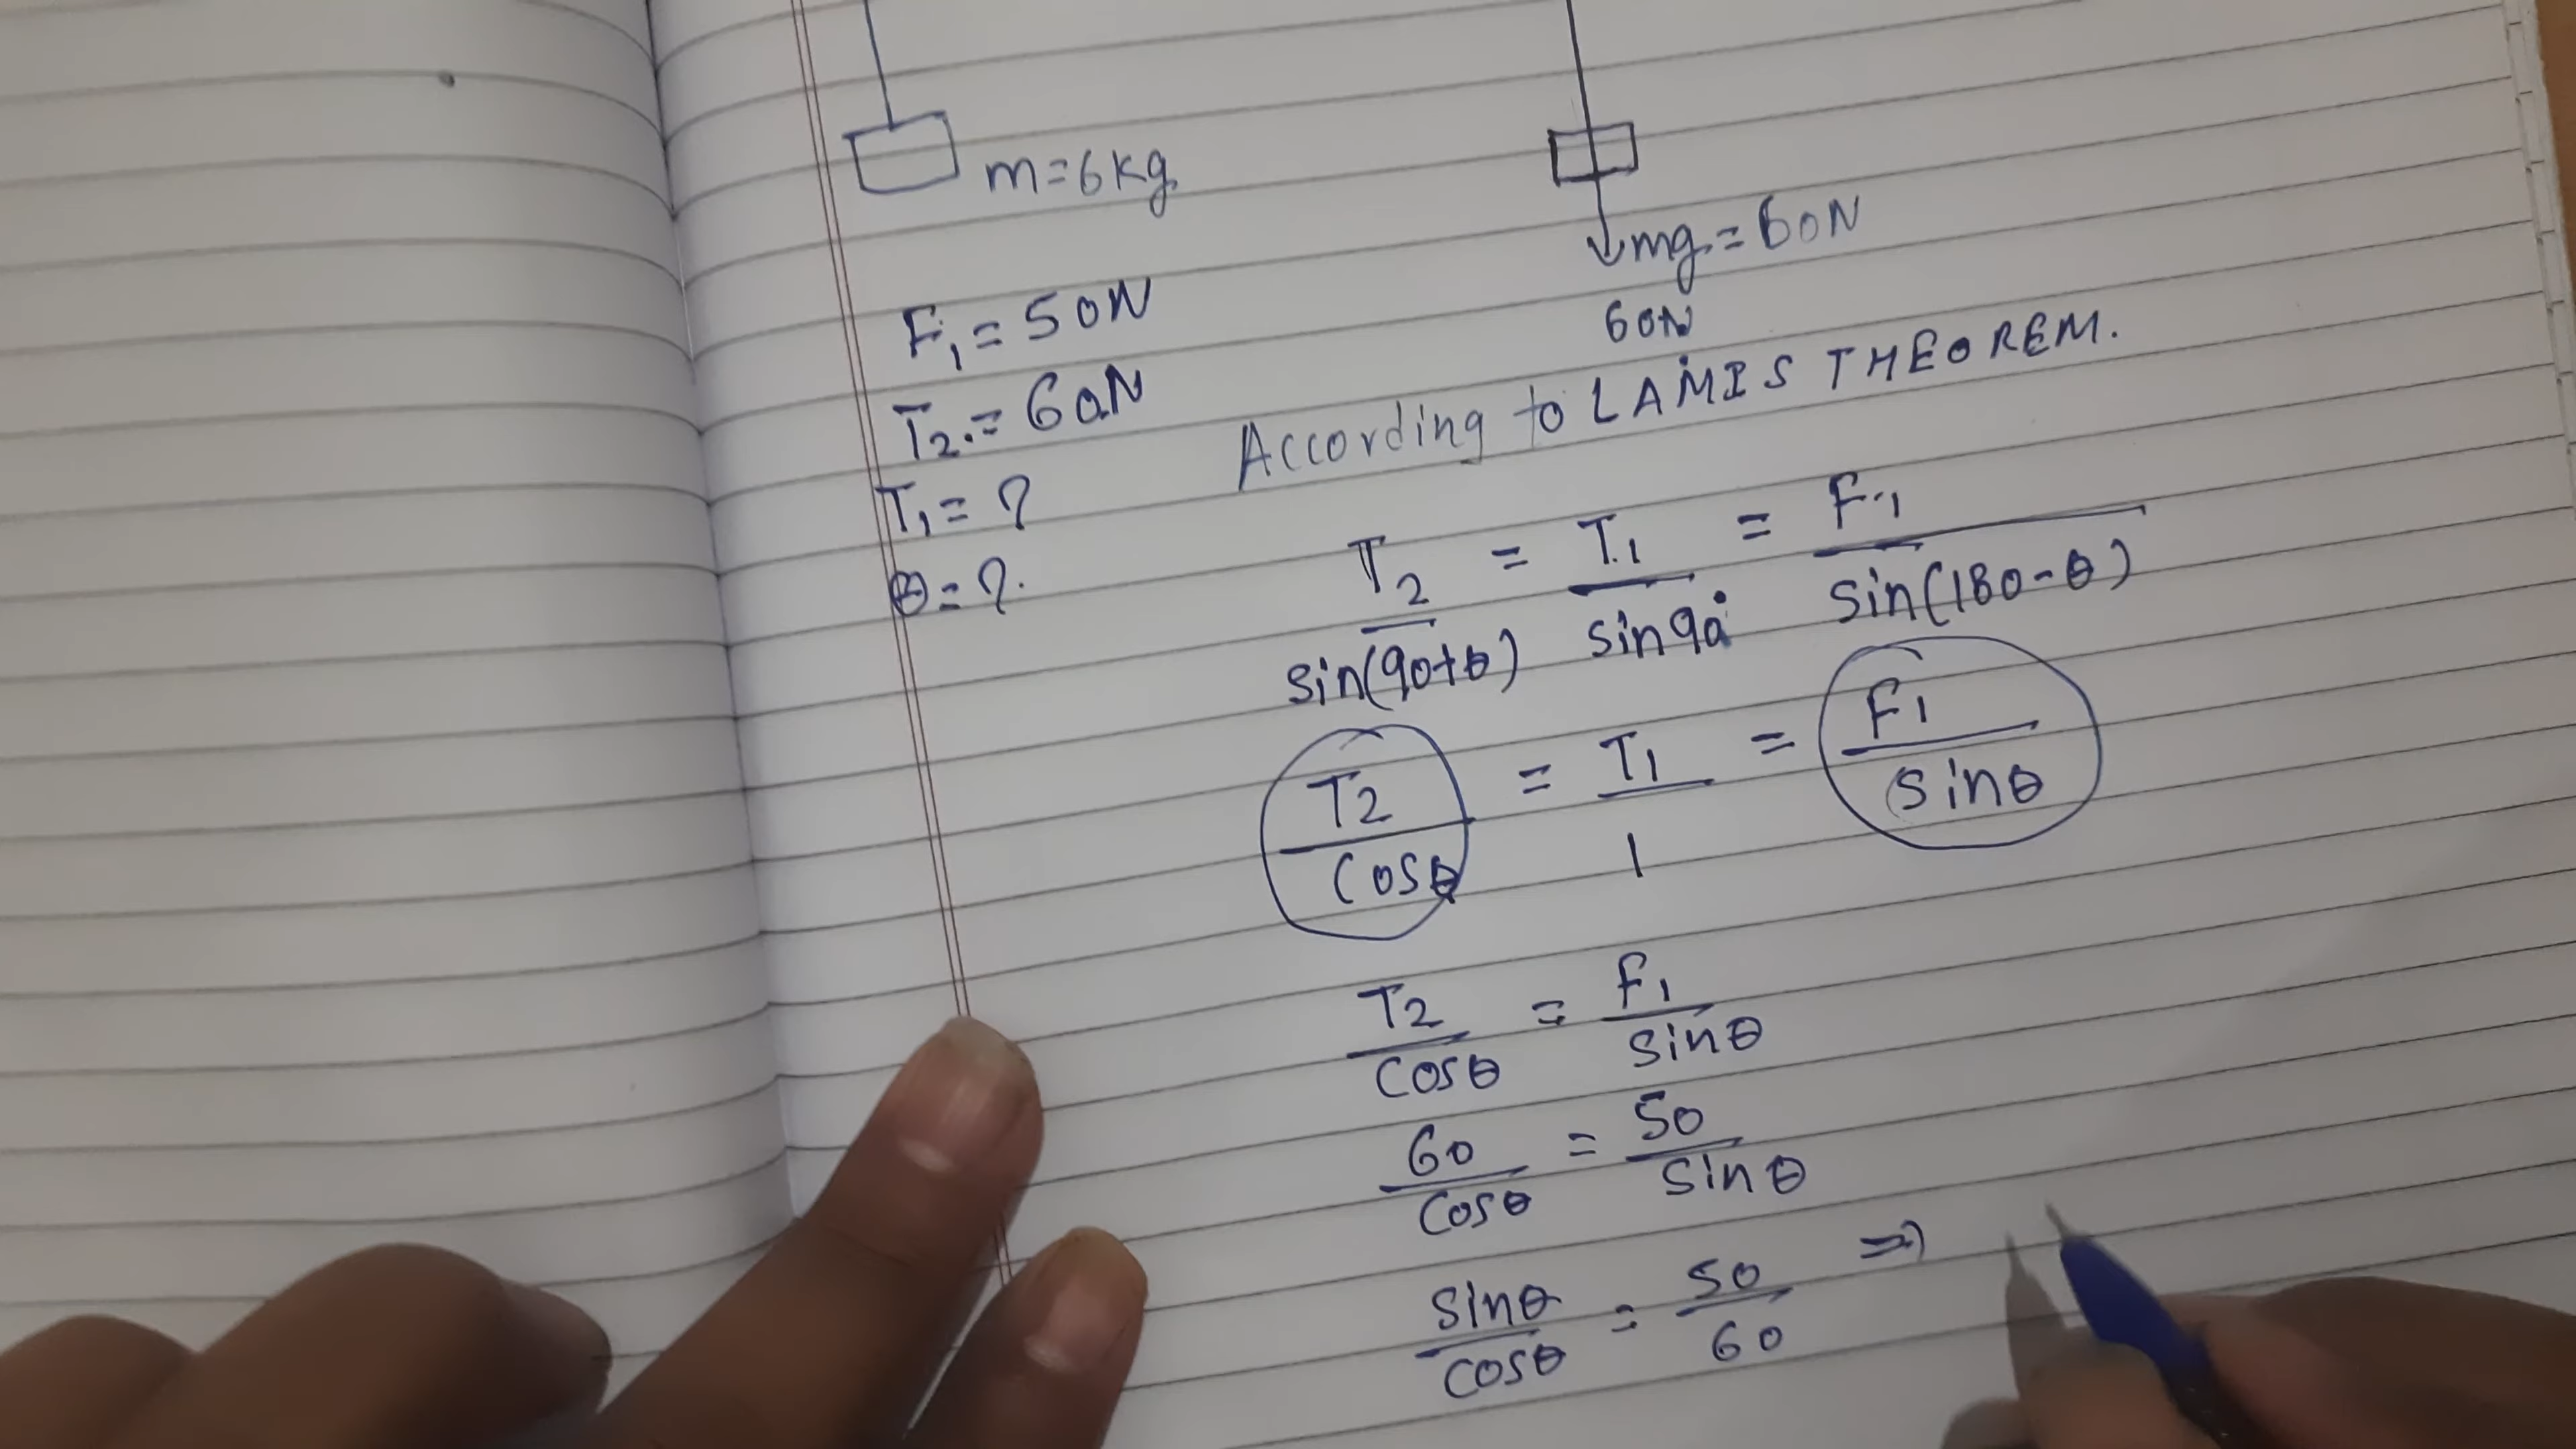 m=6kg
mg=60N
60N
F₁=50N
T₂=60N
T₁=?
θ=?.
According to LAMIS THEOREM.
T₂/sin(90+θ) = T₁/sin90° = F₁/sin(180-θ)
T₂/cosθ = T₁/1 = F₁/sinθ
T₂/cosθ = F₁/sinθ
60/cosθ = 50/sinθ
sinθ/cosθ = 50/60 ⇒